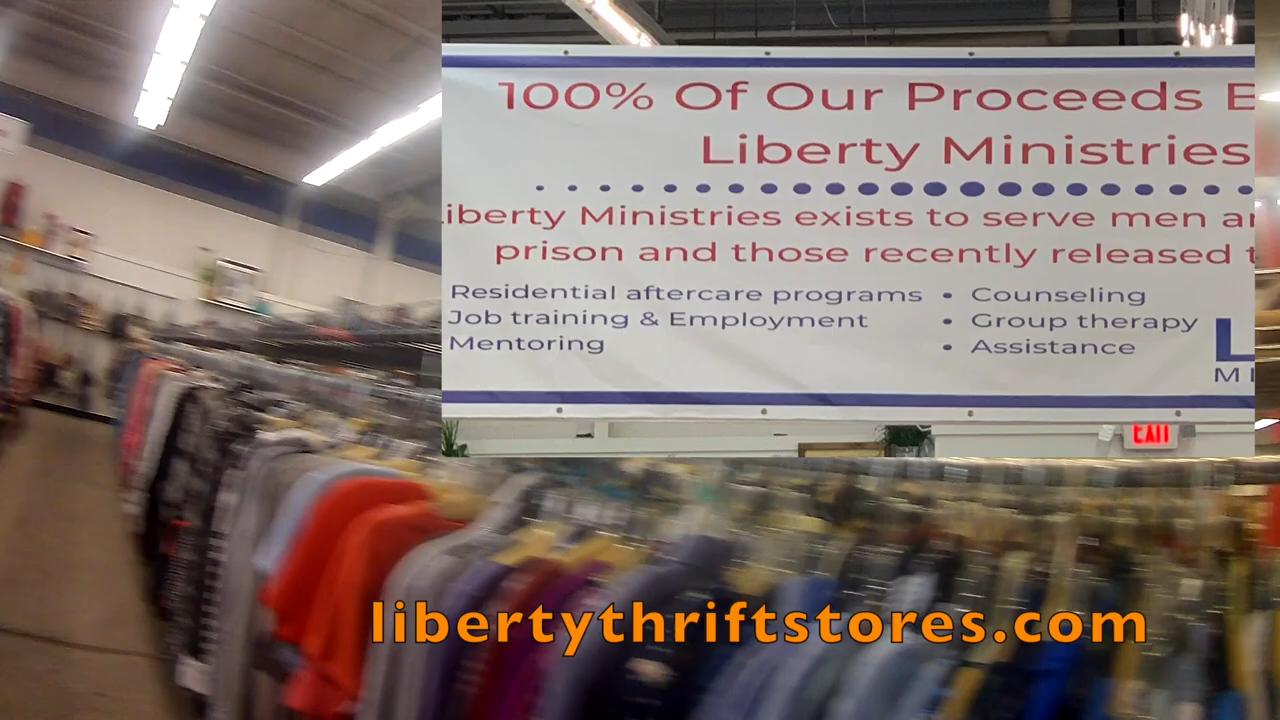 100% Of Our Proceeds
Liberty Ministries
iberty Ministries exists to serve men
prison and those recently released
Residential aftercare programs • Counseling
Job training & Employment • Group therapy
Mentoring • Assistance
EXIT
libertythriftstores.com